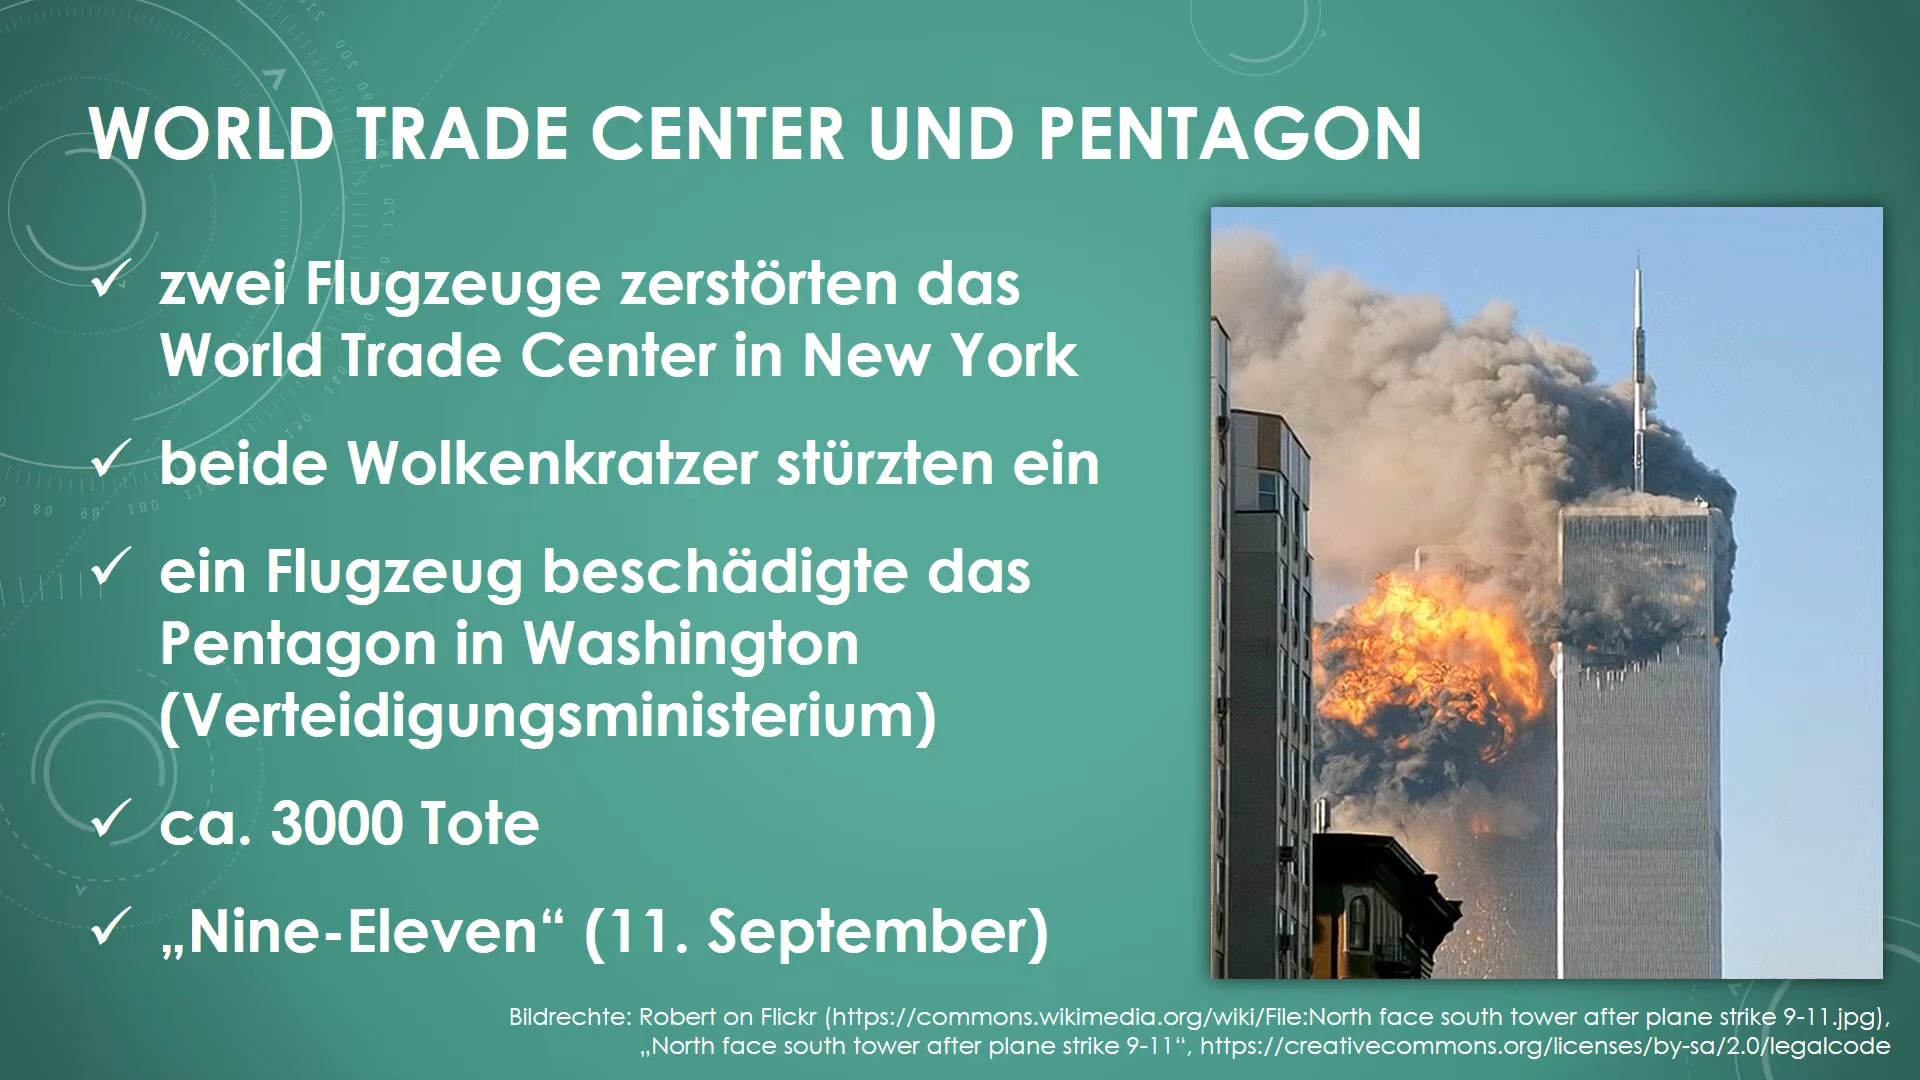 WORLD TRADE CENTER UND PENTAGON
✓ zwei Flugzeuge zerstörten das
World Trade Center in New York
✓ beide Wolkenkratzer stürzten ein
✓ ein Flugzeug beschädigte das
Pentagon in Washington
(Verteidigungsministerium)
✓ ca. 3000 Tote
✓ „Nine-Eleven“ (11. September)
Bildrechte: Robert on Flickr (https://commons.wikimedia.org/wiki/File:North face south tower after plane strike 9-11.jpg),
„North face south tower after plane strike 9-11“, https://creativecommons.org/licenses/by-sa/2.0/legalcode